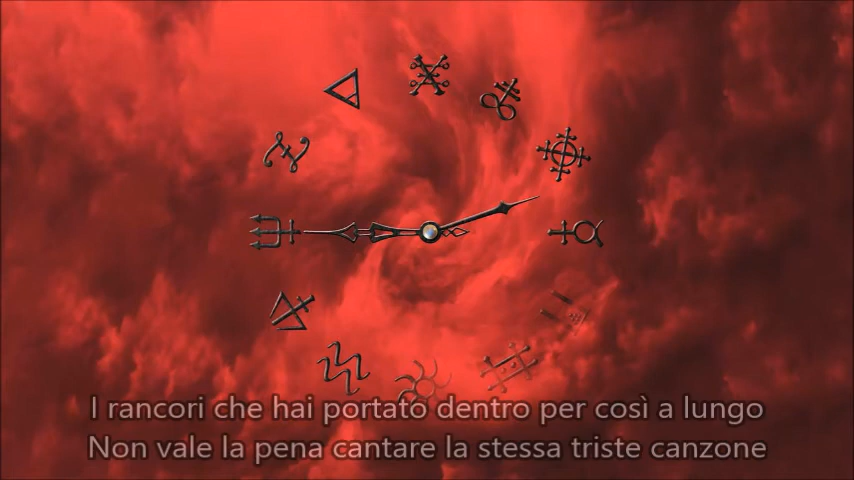 I rancori che hai portato dentro per così a lungo
Non vale la pena cantare la stessa triste canzone